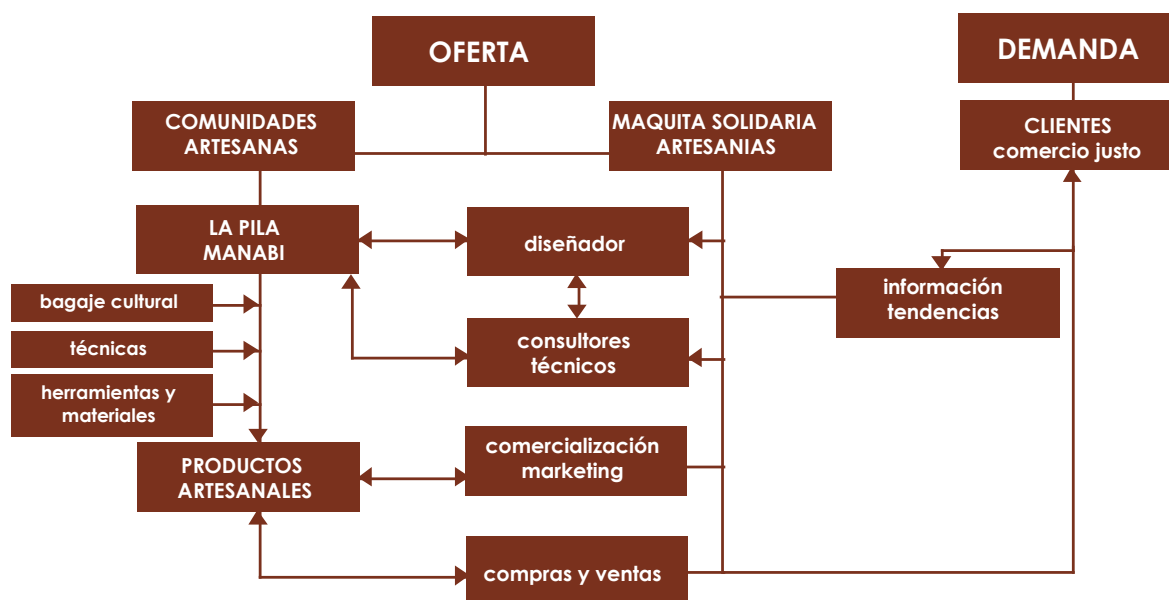 OFERTA
DEMANDA
COMUNIDADES
ARTESANAS
MAQUITA SOLIDARIA
ARTESANIAS
CLIENTES
comercio justo
LA PILA
MANABI
diseñador
información
tendencias
bagaje cultural
técnicas
herramientas y
materiales
consultores
técnicos
PRODUCTOS
ARTESANALES
comercialización
marketing
compras y ventas